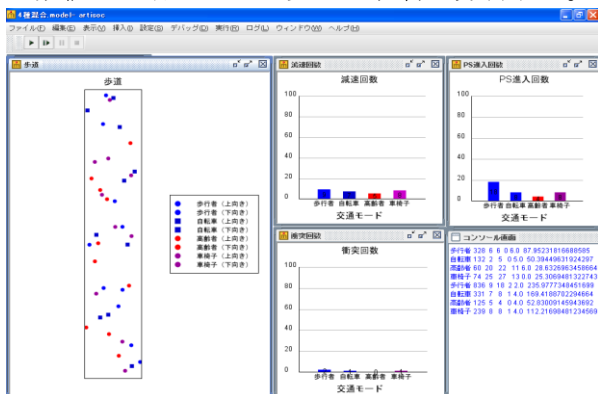 4種混合.model- artisoc
ファイル(F) 編集(E) 表示(V) 挿入(I) 設定(S) デバッグ(D) 実行(R) ログ(L) ウィンドウ(W) ヘルプ(H)
歩道
歩道
歩行者（上向き）
歩行者（下向き）
自転車（上向き）
自転車（下向き）
高齢者（上向き）
高齢者（下向き）
車椅子（上向き）
車椅子（下向き）
減速回数
減速回数
100
80
60
40
20
0
歩行者 自転車 高齢者 車椅子
交通モード
PS進入回数
PS進入回数
100
80
60
40
20
0
歩行者 自転車 高齢者 車椅子
交通モード
衝突回数
衝突回数
100
80
60
40
20
0
歩行者 自転車 高齢者 車椅子
交通モード
コンソール画面
歩行者 328 6 6 0 6.0 87.95231816688585
自転車 132 2 5 0 5.0 50.39449631924287
高齢者 60 20 22 11 6.0 28.6328963458664
車椅子 74 25 27 13 0.0 25.3069481322743
歩行者 836 9 18 2 2.0 235.9777348451689
自転車 331 7 8 1 4.0 169.4188782294664
高齢者 125 5 4 0 4.0 52.83009145943692
車椅子 239 8 8 1 4.0 112.21698481234569